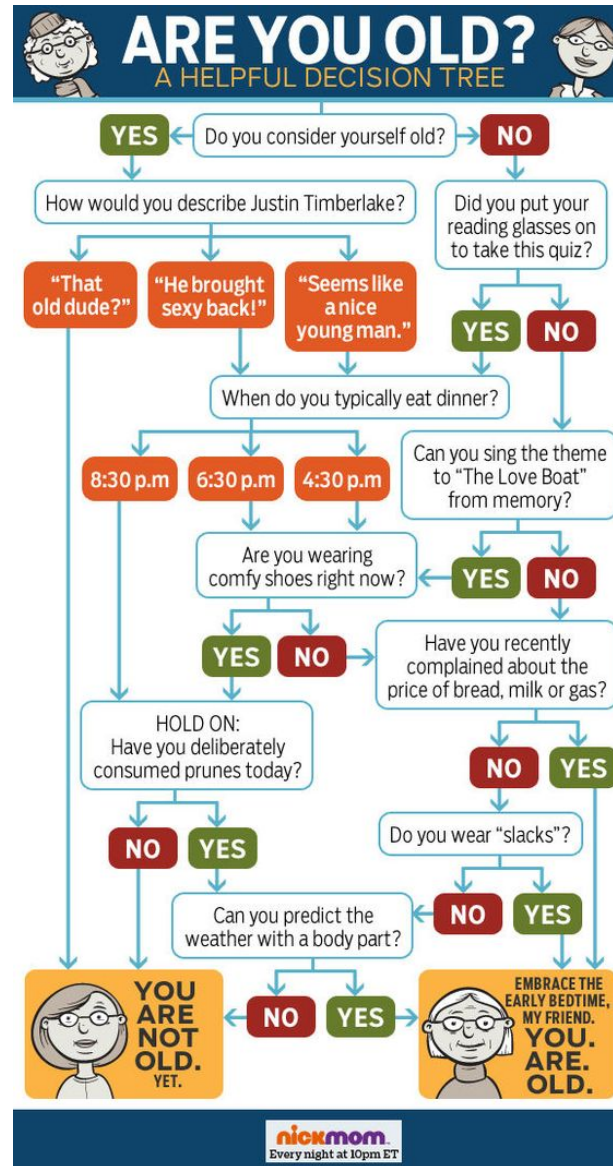 ARE YOU OLD?
A HELPFUL DECISION TREE
YES
Do you consider yourself old?
NO
How would you describe Justin Timberlake?
Did you put your
reading glasses on
to take this quiz?
“That
old dude?”
“He brought
sexy back!”
“Seems like
a nice
young man.”
YES
NO
When do you typically eat dinner?
8:30 p.m
6:30 p.m
4:30 p.m
Can you sing the theme
to “The Love Boat”
from memory?
Are you wearing
comfy shoes right now?
YES
NO
YES
NO
Have you recently
complained about the
price of bread, milk or gas?
HOLD ON:
Have you deliberately
consumed prunes today?
NO
YES
NO
YES
Do you wear “slacks”?
Can you predict the
weather with a body part?
NO
YES
YOU
ARE
NOT
OLD.
YET.
NO
YES
EMBRACE THE
EARLY BEDTIME,
MY FRIEND.
YOU.
ARE.
OLD.
nickmom
Every night at 10pm ET